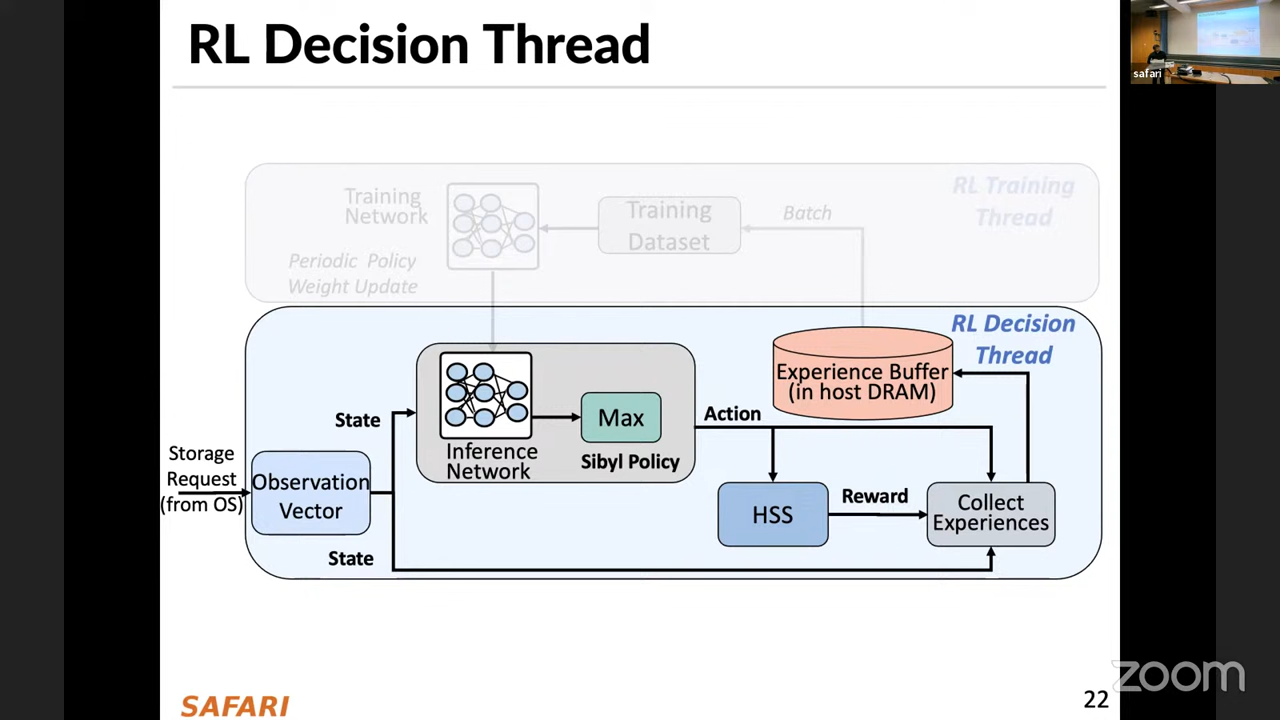 RL Decision Thread
safari
Training
Network
Training
Dataset
Batch
RL Training
Thread
Periodic Policy
Weight Update
RL Decision
Thread
Experience Buffer
(in host DRAM)
State
Max
Action
Inference
Network
Sibyl Policy
Storage
Request
(from OS)
Observation
Vector
HSS
Reward
Collect
Experiences
State
SAFARI
22
zoom